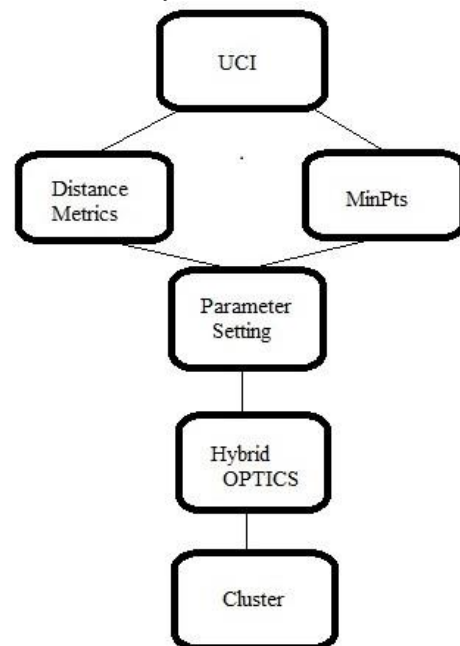 UCI
Distance
Metrics
MinPts
Parameter
Setting
Hybrid
OPTICS
Cluster